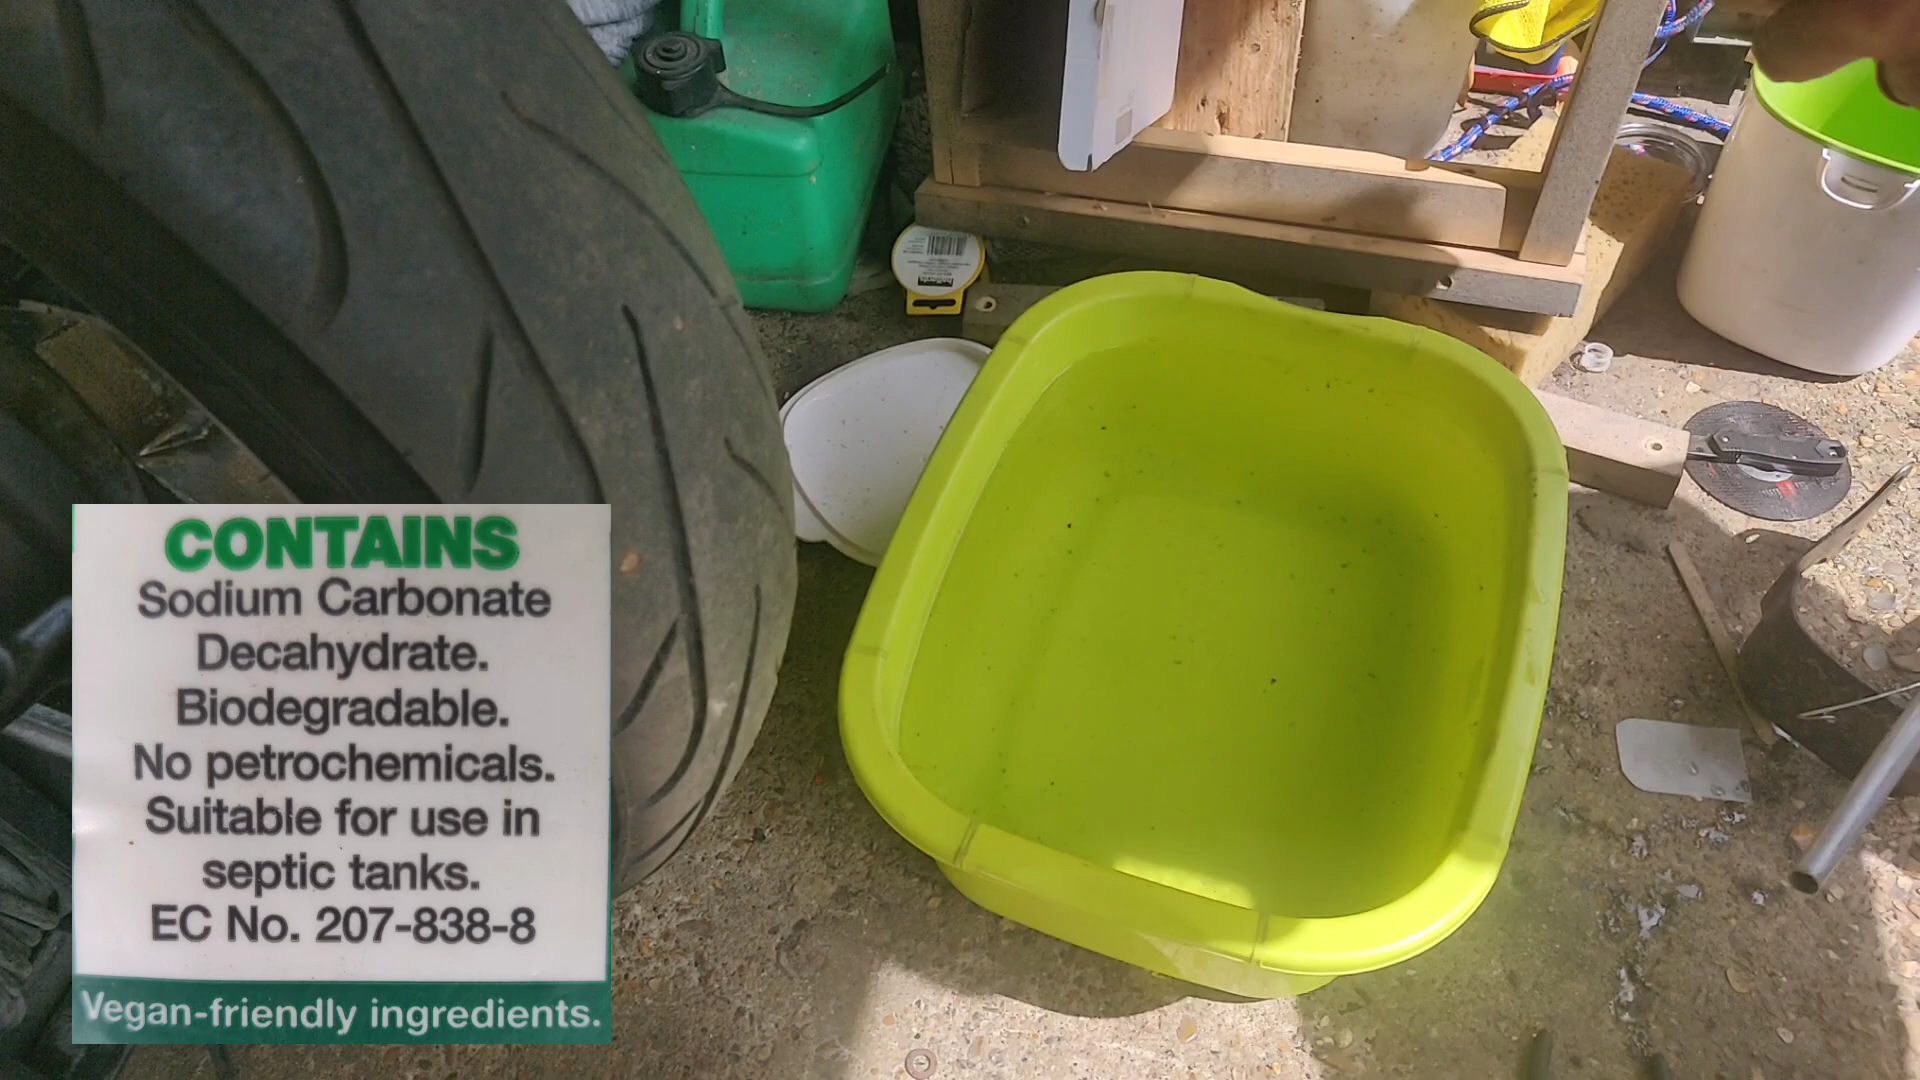 CONTAINS
Sodium Carbonate
Decahydrate.
Biodegradable.
No petrochemicals.
Suitable for use in
septic tanks.
EC No. 207-838-8
Vegan-friendly ingredients.